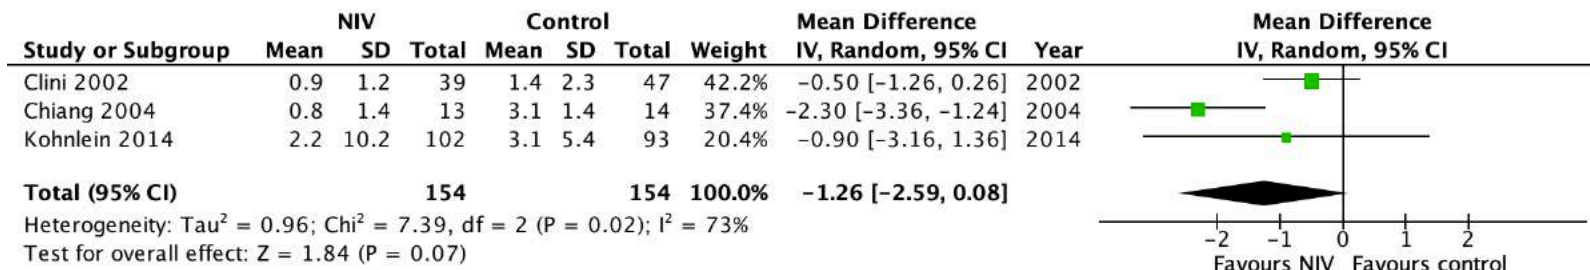 NIV Control Mean Difference Mean Difference
Study or Subgroup Mean SD Total Mean SD Total Weight IV, Random, 95% CI Year IV, Random, 95% CI
Clini 2002 0.9 1.2 39 1.4 2.3 47 42.2% −0.50 [−1.26, 0.26] 2002
Chiang 2004 0.8 1.4 13 3.1 1.4 14 37.4% −2.30 [−3.36, −1.24] 2004
Kohnlein 2014 2.2 10.2 102 3.1 5.4 93 20.4% −0.90 [−3.16, 1.36] 2014
Total (95% CI) 154 154 100.0% −1.26 [−2.59, 0.08]
Heterogeneity: Tau² = 0.96; Chi² = 7.39, df = 2 (P = 0.02); I² = 73%
Test for overall effect: Z = 1.84 (P = 0.07)
−2 −1 0 1 2
Favours NIV Favours control